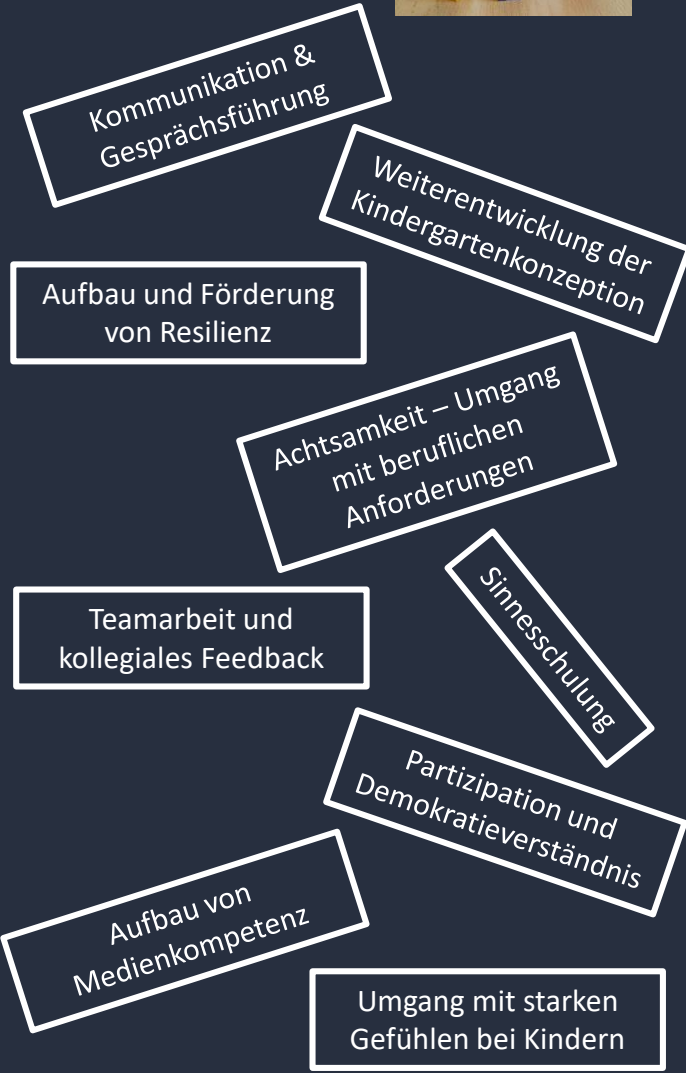 Kommunikation &
Gesprächsführung
Weiterentwicklung der
Kindergartenkonzeption
Aufbau und Förderung
von Resilienz
Achtsamkeit – Umgang
mit beruflichen
Anforderungen
Sinnesschulung
Teamarbeit und
kollegiales Feedback
Partizipation und
Demokratieverständnis
Aufbau von
Medienkompetenz
Umgang mit starken
Gefühlen bei Kindern